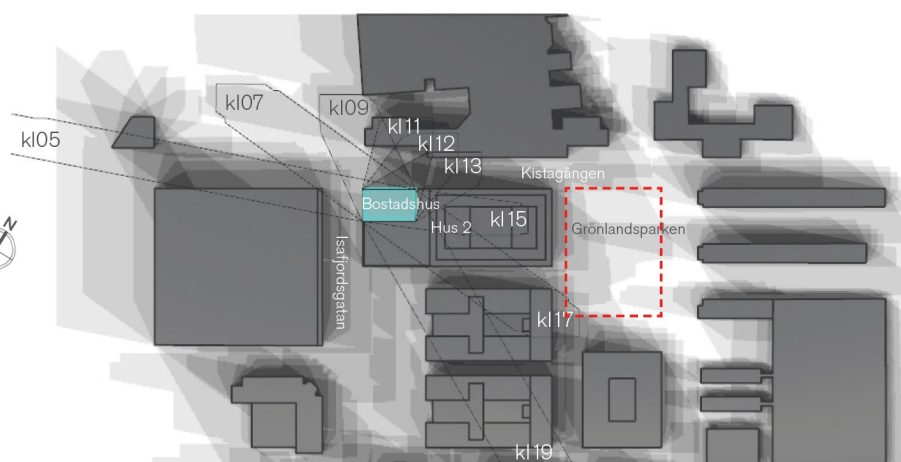 kl07
kl09
kl05
kl11
kl12
kl13
Kistagången
Bostadshus
kl15
Hus 2
Grönlandsparken
N
Isafjordsgatan
kl17
kl19